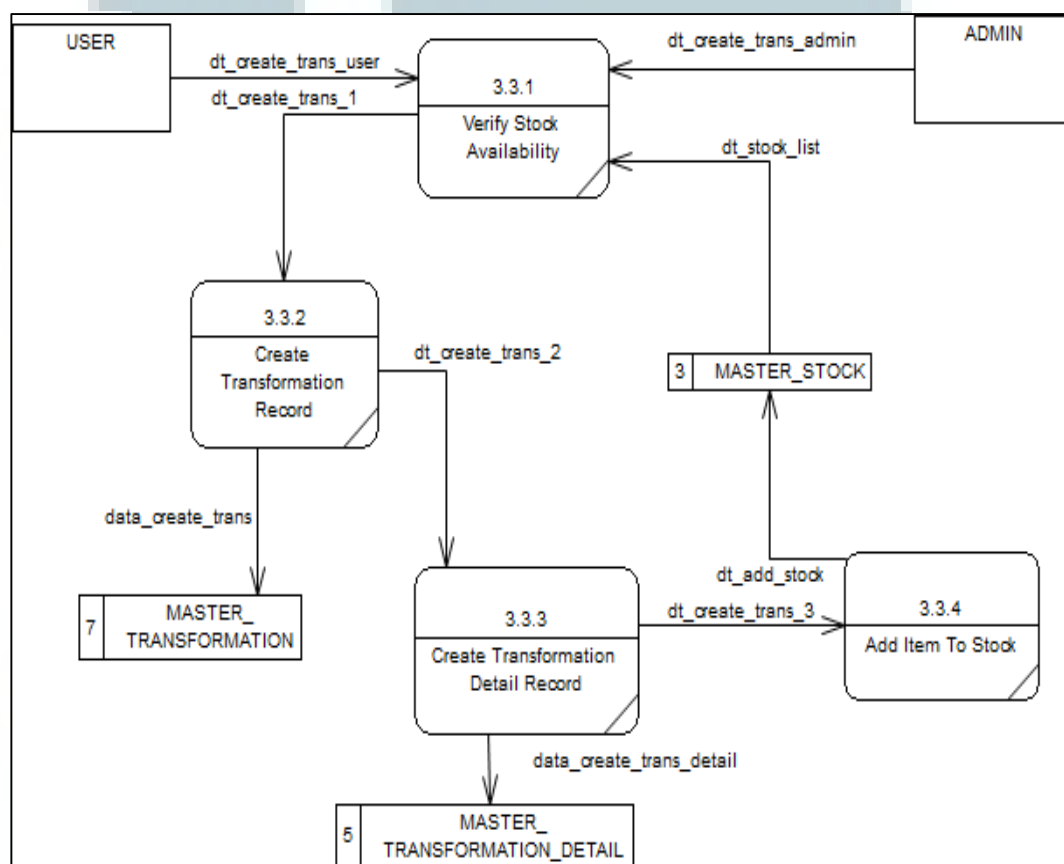 USER
ADMIN
dt_create_trans_admin
dt_create_trans_user
dt_create_trans_1
3.3.1
Verify Stock
Availability
dt_stock_list
3.3.2
Create
Transformation
Record
dt_create_trans_2
3
MASTER_STOCK
data_create_trans
7
MASTER_
TRANSFORMATION
dt_add_stock
3.3.3
Create Transformation
Detail Record
dt_create_trans_3
3.3.4
Add Item To Stock
data_create_trans_detail
5
MASTER_
TRANSFORMATION_DETAIL